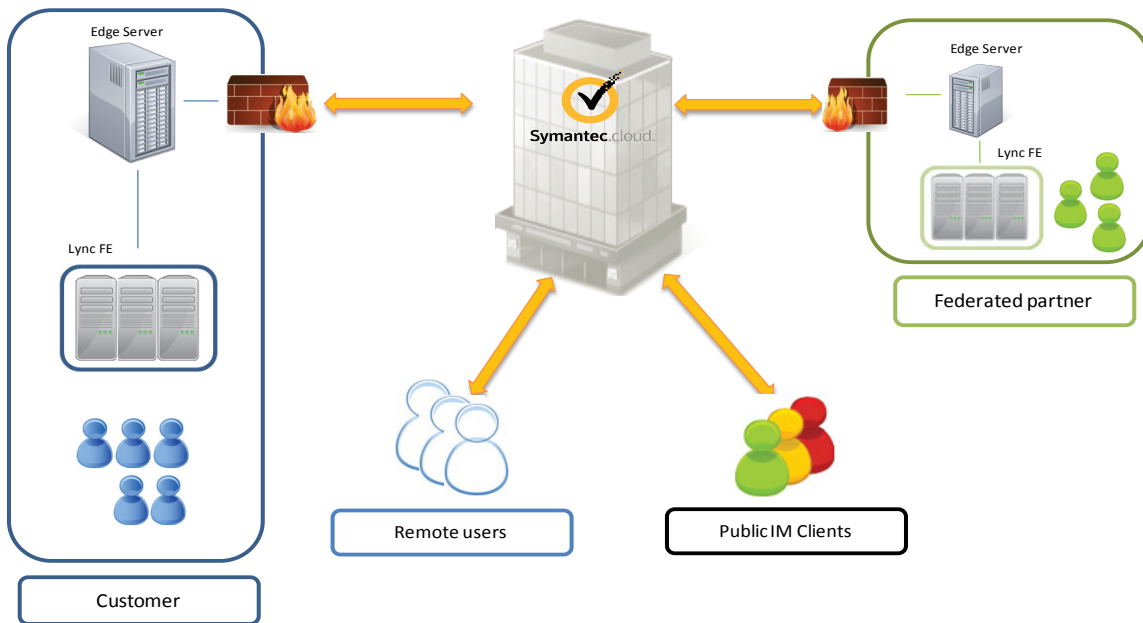 Edge Server
Symantec.cloud
Edge Server
Lync FE
Lync FE
Federated partner
Remote users
Public IM Clients
Customer